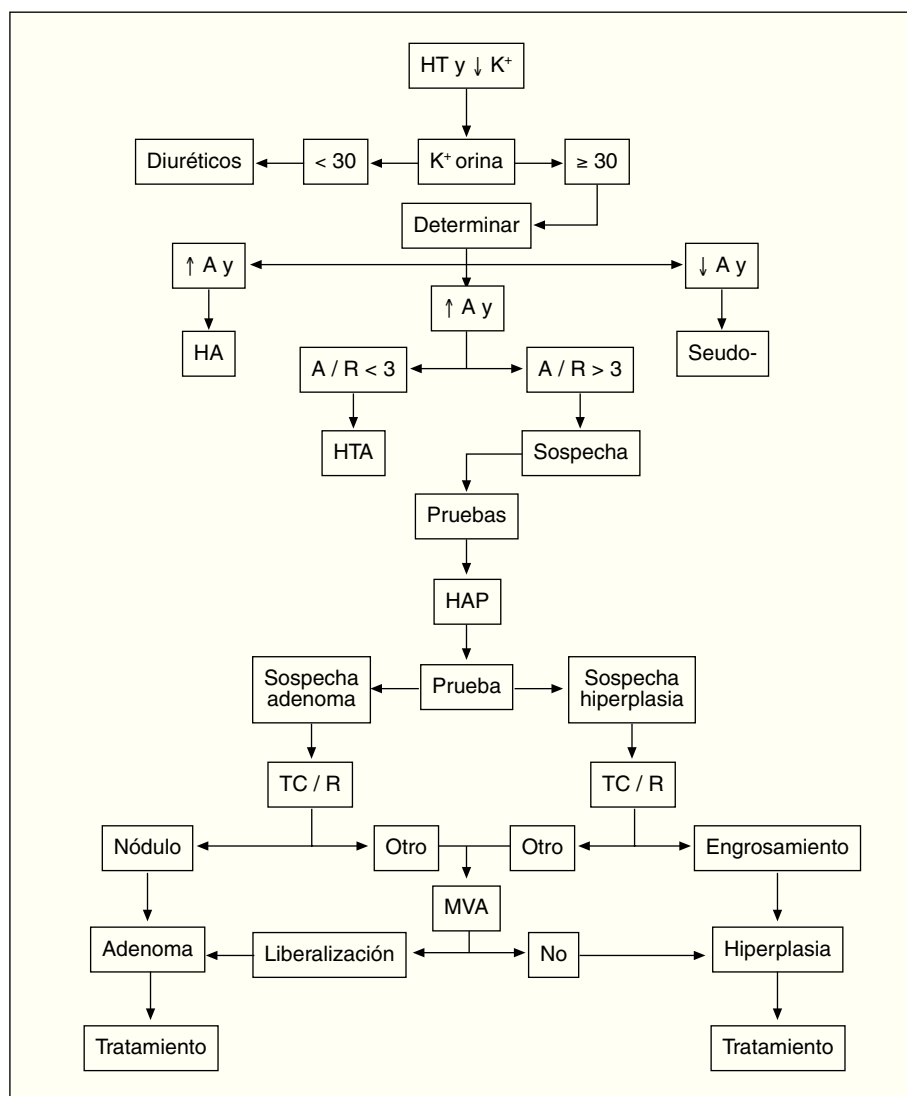 HT y ↓ K⁺
Diuréticos
< 30
K⁺ orina
≥ 30
Determinar
↑ A y
↓ A y
↑ A y
HA
Seudo-
A / R < 3
A / R > 3
HTA
Sospecha
Pruebas
HAP
Sospecha
adenoma
Prueba
Sospecha
hiperplasia
TC / R
TC / R
Nódulo
Otro
Otro
Engrosamiento
MVA
Adenoma
Liberalización
No
Hiperplasia
Tratamiento
Tratamiento